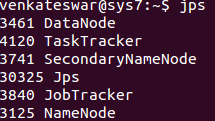 venkateswar@sys7:~$ jps
3461 DataNode
4120 TaskTracker
3741 SecondaryNameNode
30325 Jps
3840 JobTracker
3125 NameNode